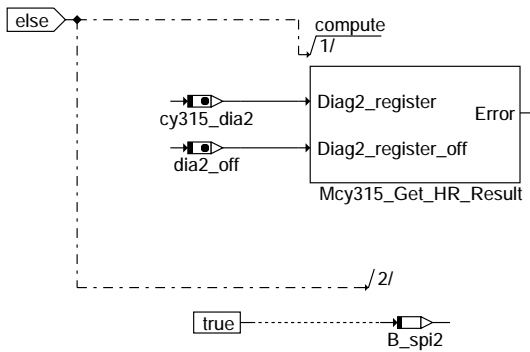 else
compute
1/
cy315_dia2
Diag2_register
Error
dia2_off
Diag2_register_off
Mcy315_Get_HR_Result
2/
true
B_spi2